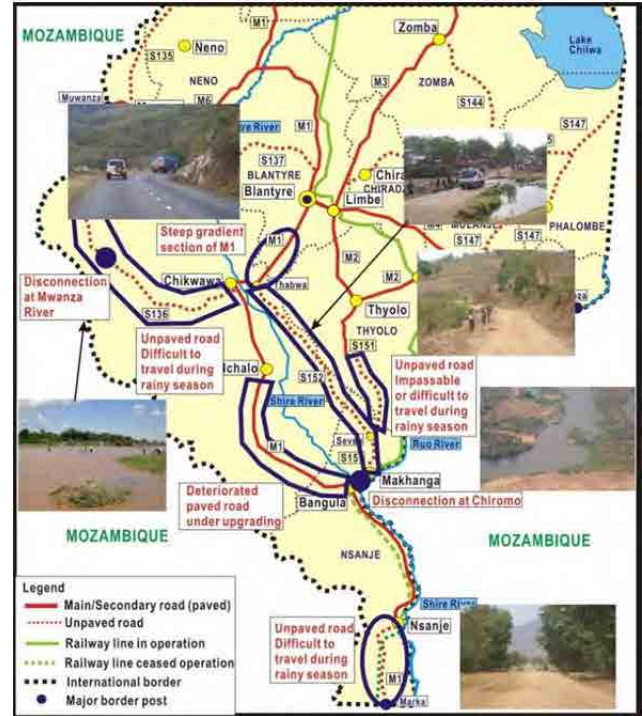 MOZAMBIQUE
M1
Zomba
Lake
Chilwa
Neno
S135
NENO
M3
ZOMBA
Muwanza
M6
S144
S147
M1
S137
BLANTYRE
Blantyre
Limbe
S147
PHALOMBE
S147
Steep gradient
section of M1
M1
M2
M2
Disconnection
at Mwanza
River
Chikwawa
Thabwa
Thyolo
THYOLO
S136
Unpaved road
Difficult to
travel during
rainy season
S151
Unpaved road
Impassable
or difficult to
travel during
rainy season
S152
Shire River
M1
Ruo River
S15
Makhanga
Deteriorated
paved road
under upgrading
Bangula
Disconnection at Chiromo
MOZAMBIQUE
MOZAMBIQUE
NSANJE
Legend
Main/Secondary road (paved)
Unpaved road
Railway line in operation
Railway line ceased operation
International border
Major border post
Shire River
Nsanje
Unpaved road
Difficult to
travel during
rainy season
M1
Marka